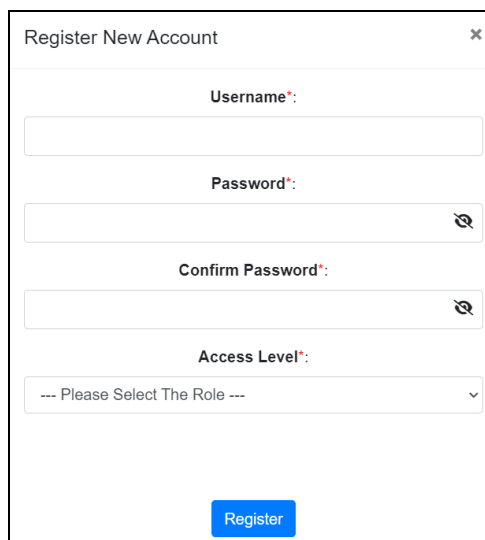 Register New Account ×
Username*:
Password*:
Confirm Password*:
Access Level*:
--- Please Select The Role ---
Register